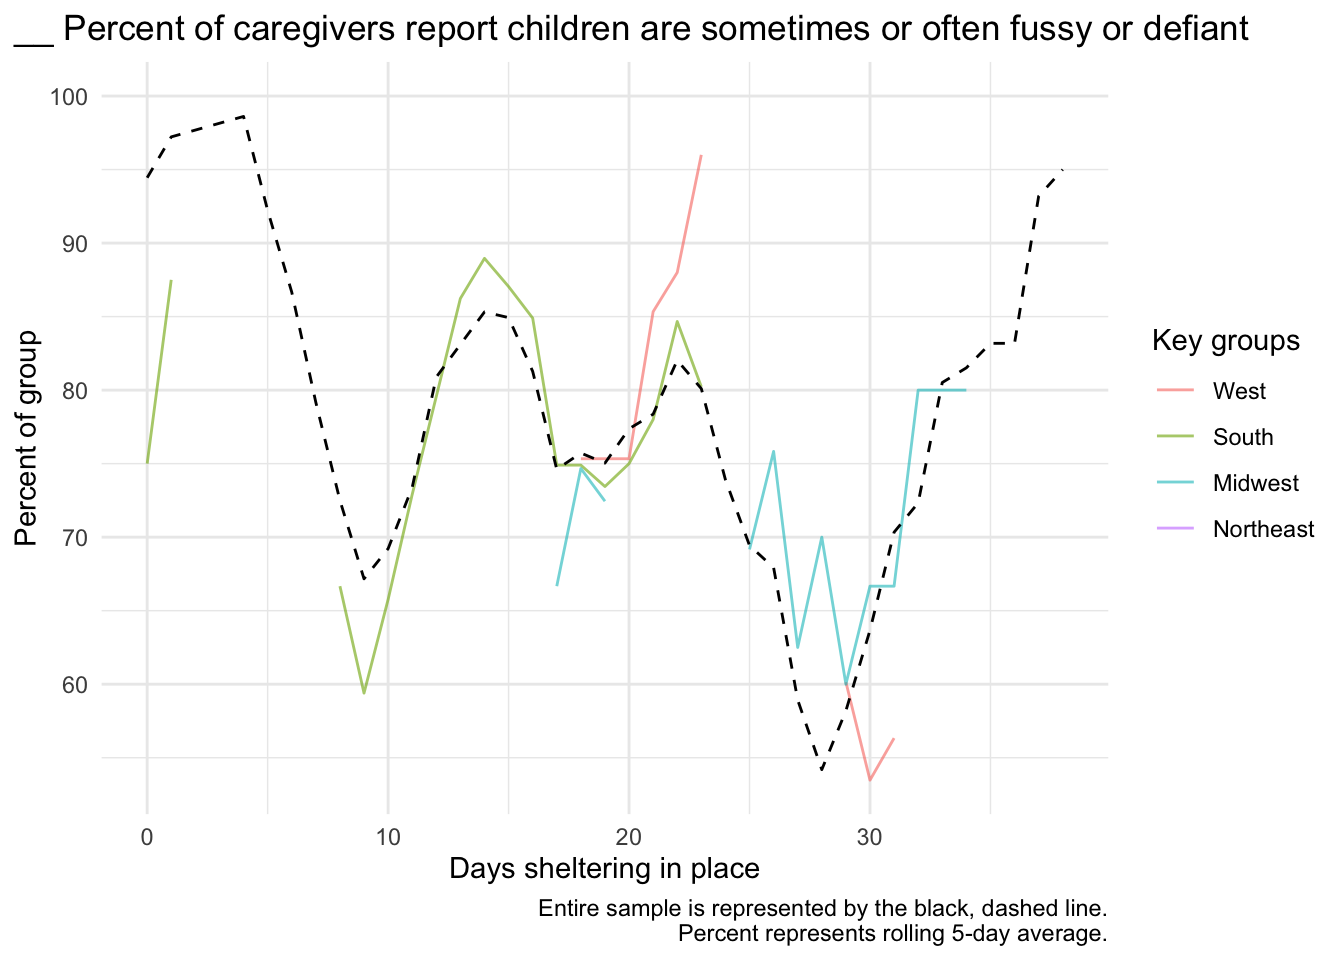 __ Percent of caregivers report children are sometimes or often fussy or defiant
100
90
80
70
60
Percent of group
0 10 20 30
Days sheltering in place
Key groups
West
South
Midwest
Northeast
Entire sample is represented by the black, dashed line.
Percent represents rolling 5-day average.